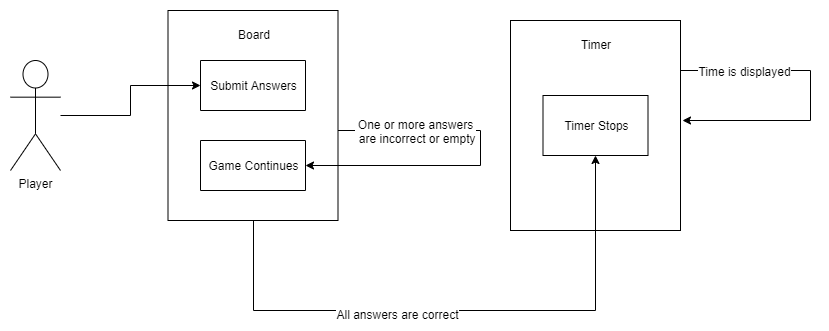 Board
Submit Answers
Game Continues
Player
One or more answers
are incorrect or empty
Timer
Timer Stops
Time is displayed
All answers are correct